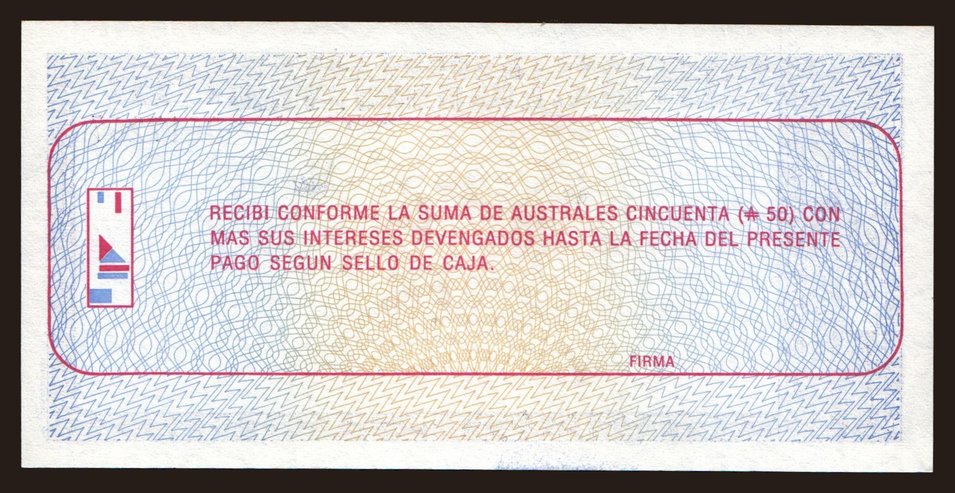 RECIBI CONFORME LA SUMA DE AUSTRALES CINCUENTA (₳ 50) CON
MAS SUS INTERESES DEVENGADOS HASTA LA FECHA DEL PRESENTE
PAGO SEGUN SELLO DE CAJA.
FIRMA